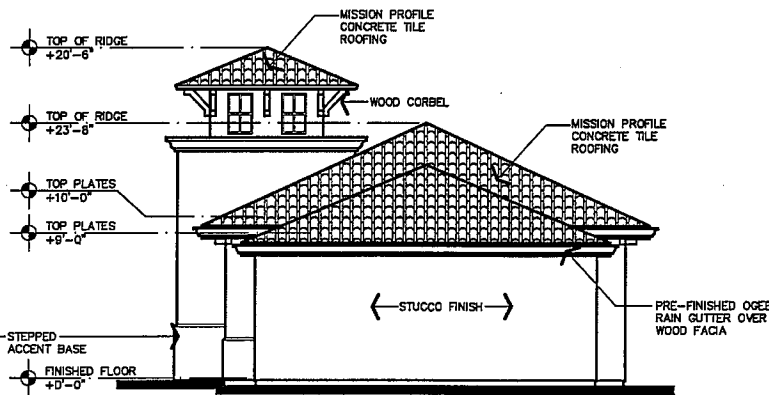 MISSION PROFILE
CONCRETE TILE
ROOFING
TOP OF RIDGE
+20'-6"
WOOD CORBEL
TOP OF RIDGE
+23'-8"
MISSION PROFILE
CONCRETE TILE
ROOFING
TOP PLATES
+10'-0"
TOP PLATES
+9'-0"
STUCCO FINISH
PRE-FINISHED OGEE
RAIN GUTTER OVER
WOOD FACIA
STEPPED
ACCENT BASE
FINISHED FLOOR
+0'-0"